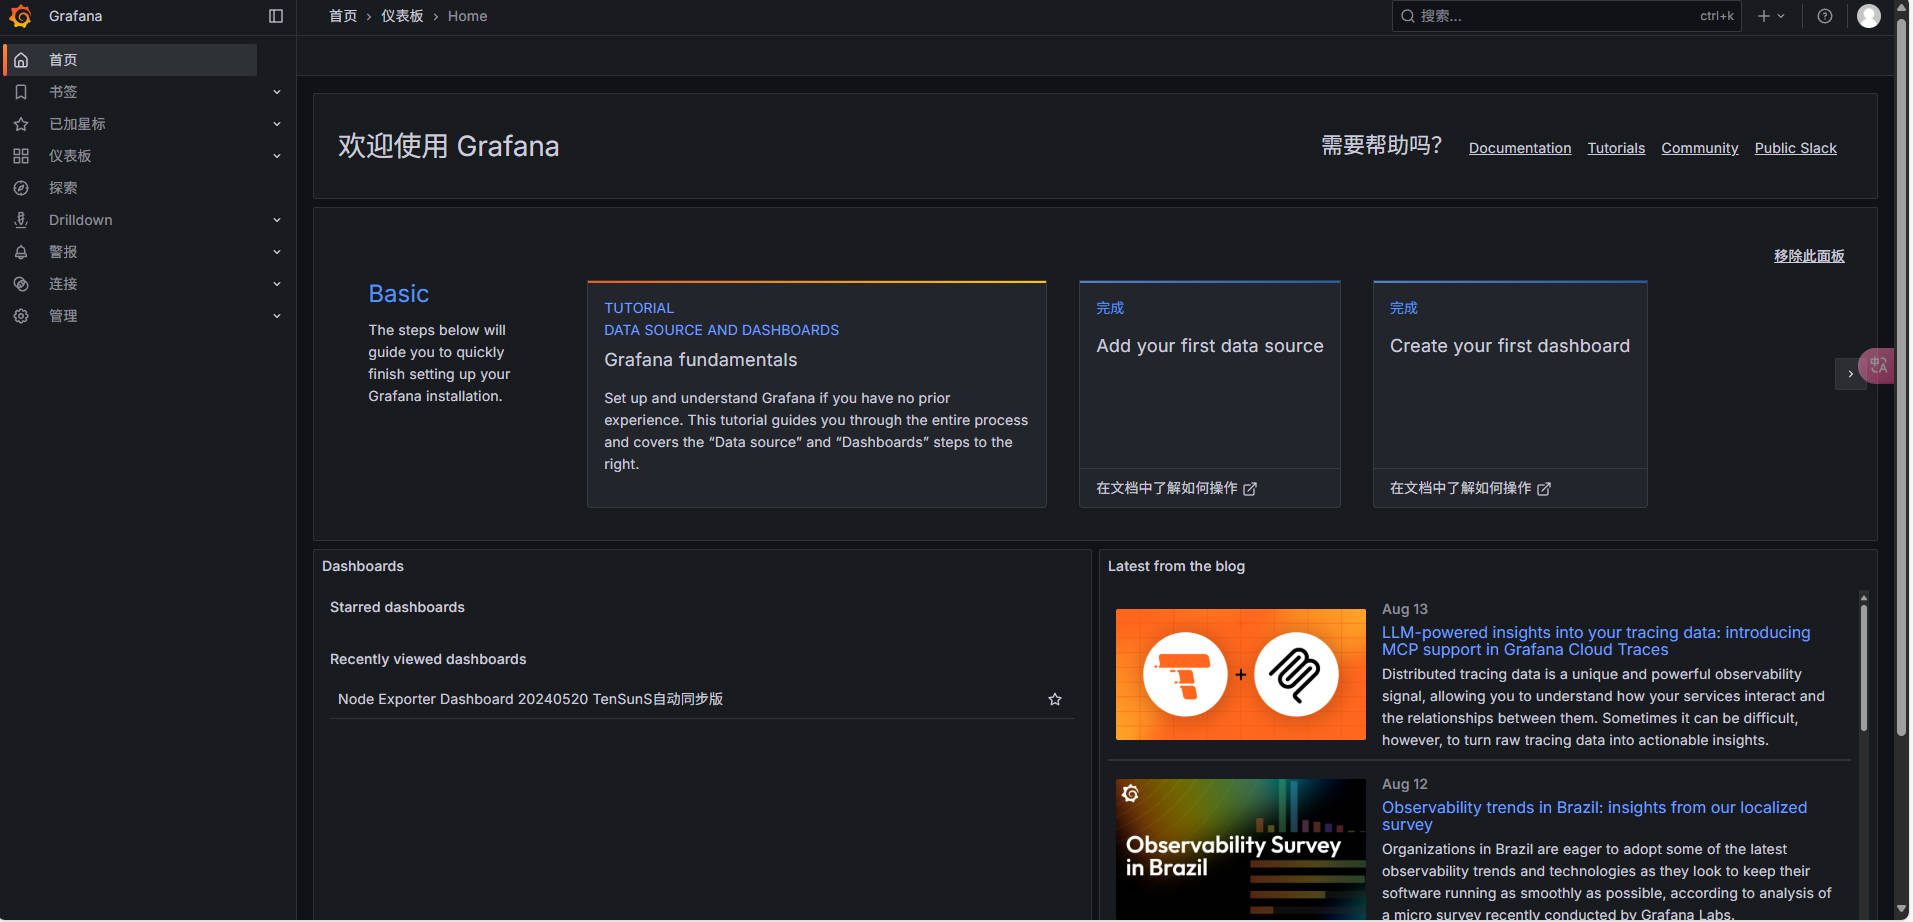 Grafana
首页 › 仪表板 › Home
搜索...
ctrl+k
首页
书签
已加星标
仪表板
探索
Drilldown
警报
连接
管理
欢迎使用 Grafana
需要帮助吗？
Documentation
Tutorials
Community
Public Slack
移除此面板
Basic
The steps below will
guide you to quickly
finish setting up your
Grafana installation.
TUTORIAL
DATA SOURCE AND DASHBOARDS
Grafana fundamentals
Set up and understand Grafana if you have no prior
experience. This tutorial guides you through the entire process
and covers the “Data source” and “Dashboards” steps to the
right.
完成
Add your first data source
在文档中了解如何操作
完成
Create your first dashboard
在文档中了解如何操作
中
A
Dashboards
Starred dashboards
Recently viewed dashboards
Node Exporter Dashboard 20240520 TenSunS自动同步版
Latest from the blog
+
Aug 13
LLM-powered insights into your tracing data: introducing
MCP support in Grafana Cloud Traces
Distributed tracing data is a unique and powerful observability
signal, allowing you to understand how your services interact and
the relationships between them. Sometimes it can be difficult,
however, to turn raw tracing data into actionable insights.
Observability Survey
in Brazil
Aug 12
Observability trends in Brazil: insights from our localized
survey
Organizations in Brazil are eager to adopt some of the latest
observability trends and technologies as they look to keep their
software running as smoothly as possible, according to analysis of
a micro survey recently conducted by Grafana Labs.